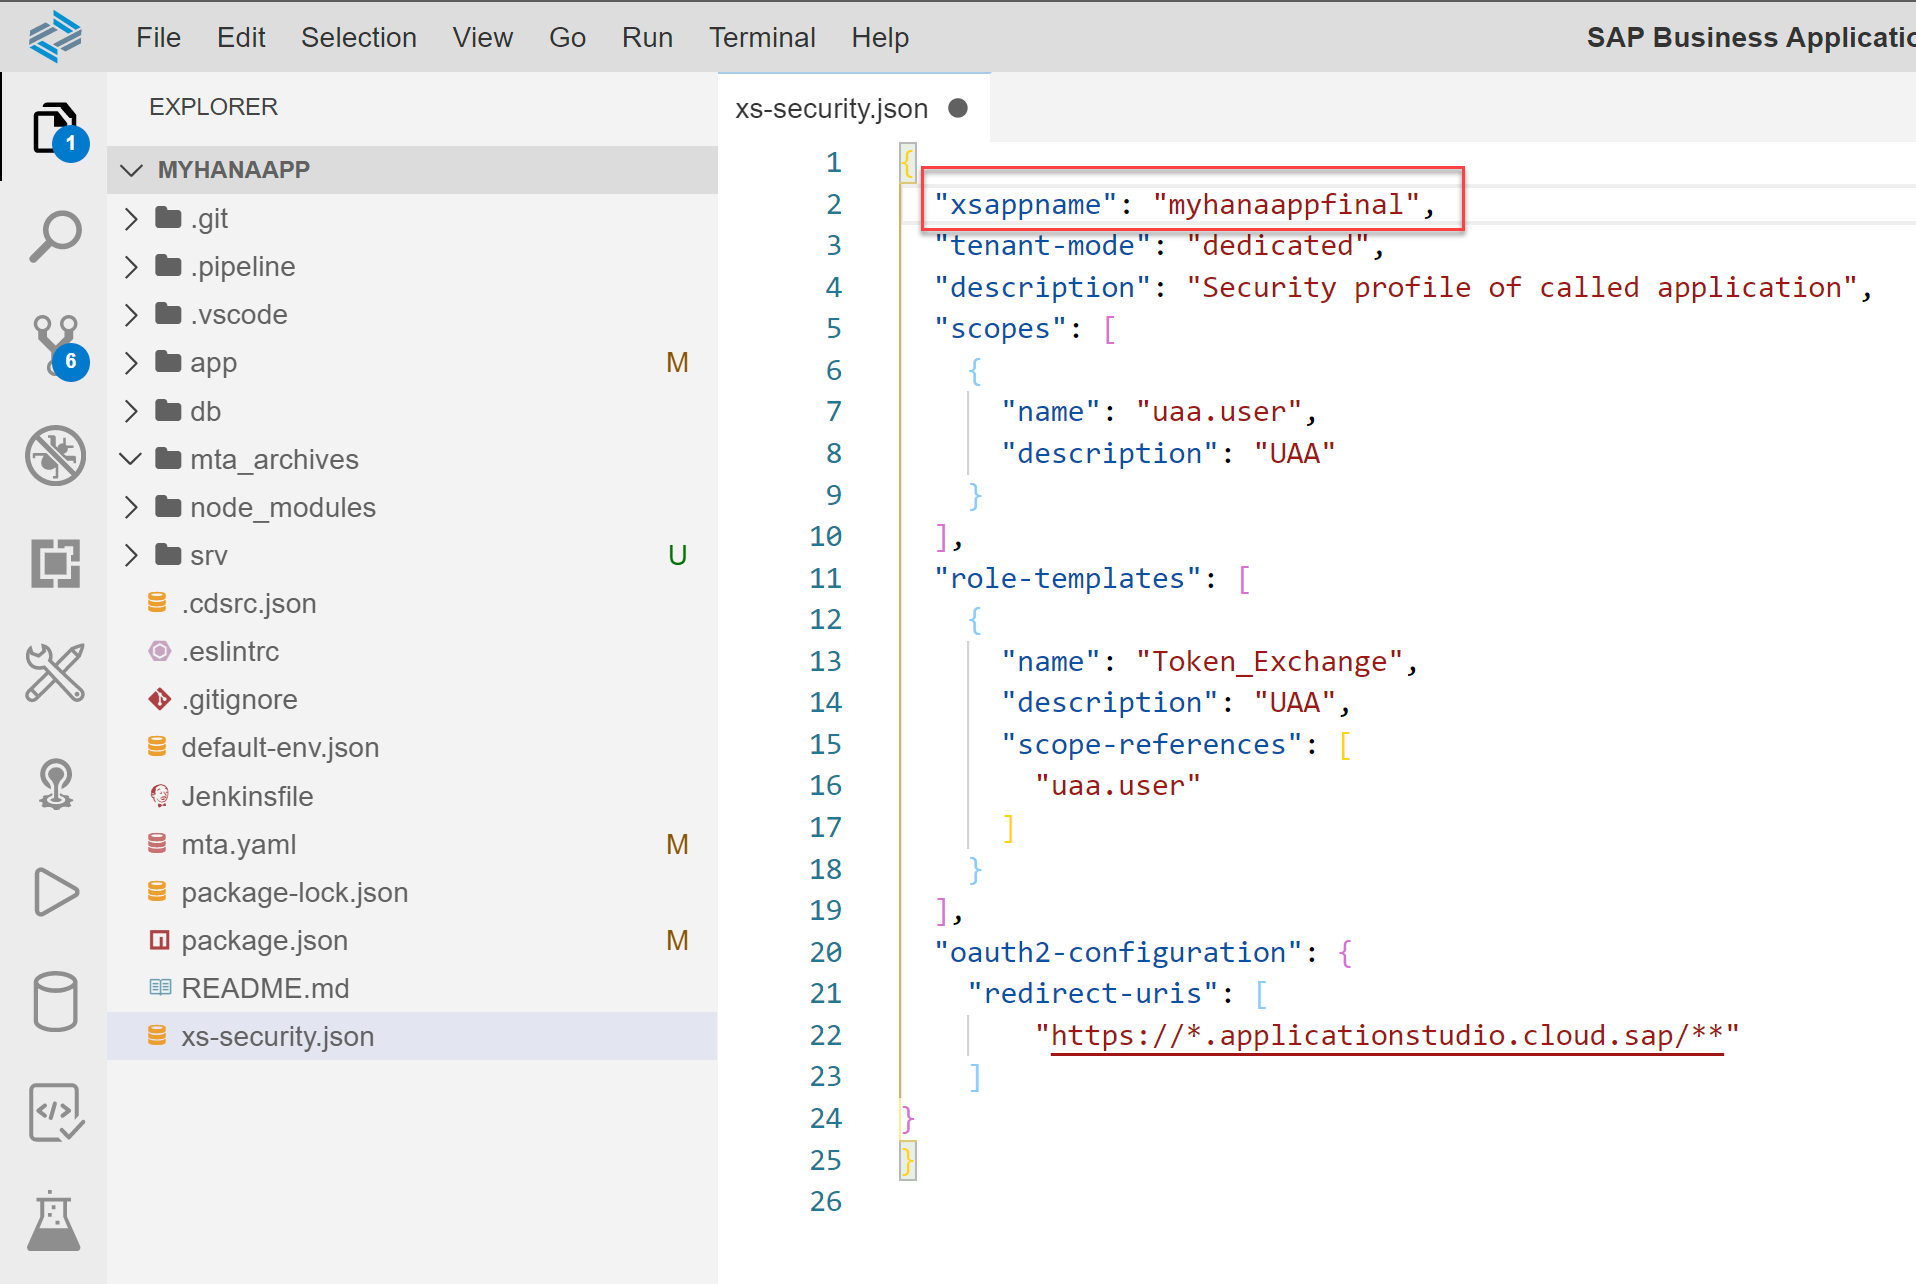 File Edit Selection View Go Run Terminal Help
SAP Business Applicatio
EXPLORER
MYHANAAPP
.git
.pipeline
.vscode
app M
db
mta_archives
node_modules
srv U
.cdsrc.json
.eslintrc
.gitignore
default-env.json
Jenkinsfile
mta.yaml M
package-lock.json
package.json M
README.md
xs-security.json
1
6
xs-security.json
1 {
2 "xsappname": "myhanaappfinal",
3 "tenant-mode": "dedicated",
4 "description": "Security profile of called application",
5 "scopes": [
6 {
7 "name": "uaa.user",
8 "description": "UAA"
9 }
10 ],
11 "role-templates": [
12 {
13 "name": "Token_Exchange",
14 "description": "UAA",
15 "scope-references": [
16 "uaa.user"
17 ]
18 }
19 ],
20 "oauth2-configuration": {
21 "redirect-uris": [
22 "https://*.applicationstudio.cloud.sap/**"
23 ]
24 }
25 }
26